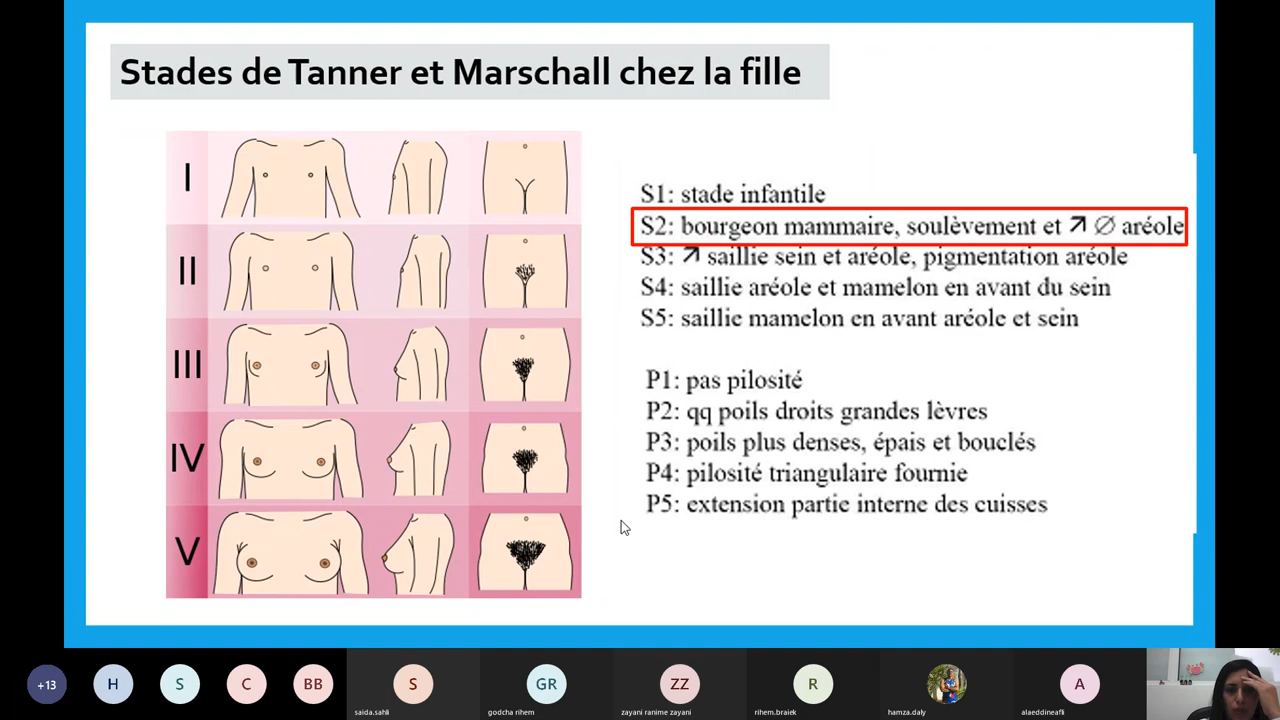 Stades de Tanner et Marschall chez la fille
I
II
III
IV
V
S1: stade infantile
S2: bourgeon mammaire, soulèvement et ↗ ∅ aréole
S3: ↗ saillie sein et aréole, pigmentation aréole
S4: saillie aréole et mamelon en avant du sein
S5: saillie mamelon en avant aréole et sein
P1: pas pilosité
P2: qq poils droits grandes lèvres
P3: poils plus denses, épais et bouclés
P4: pilosité triangulaire fournie
P5: extension partie interne des cuisses
+13 H S C BB S GR ZZ R A
saida.sahli godcha rihem zayani ranime zayani rihem.braiek hamza.daly alaeddineafli